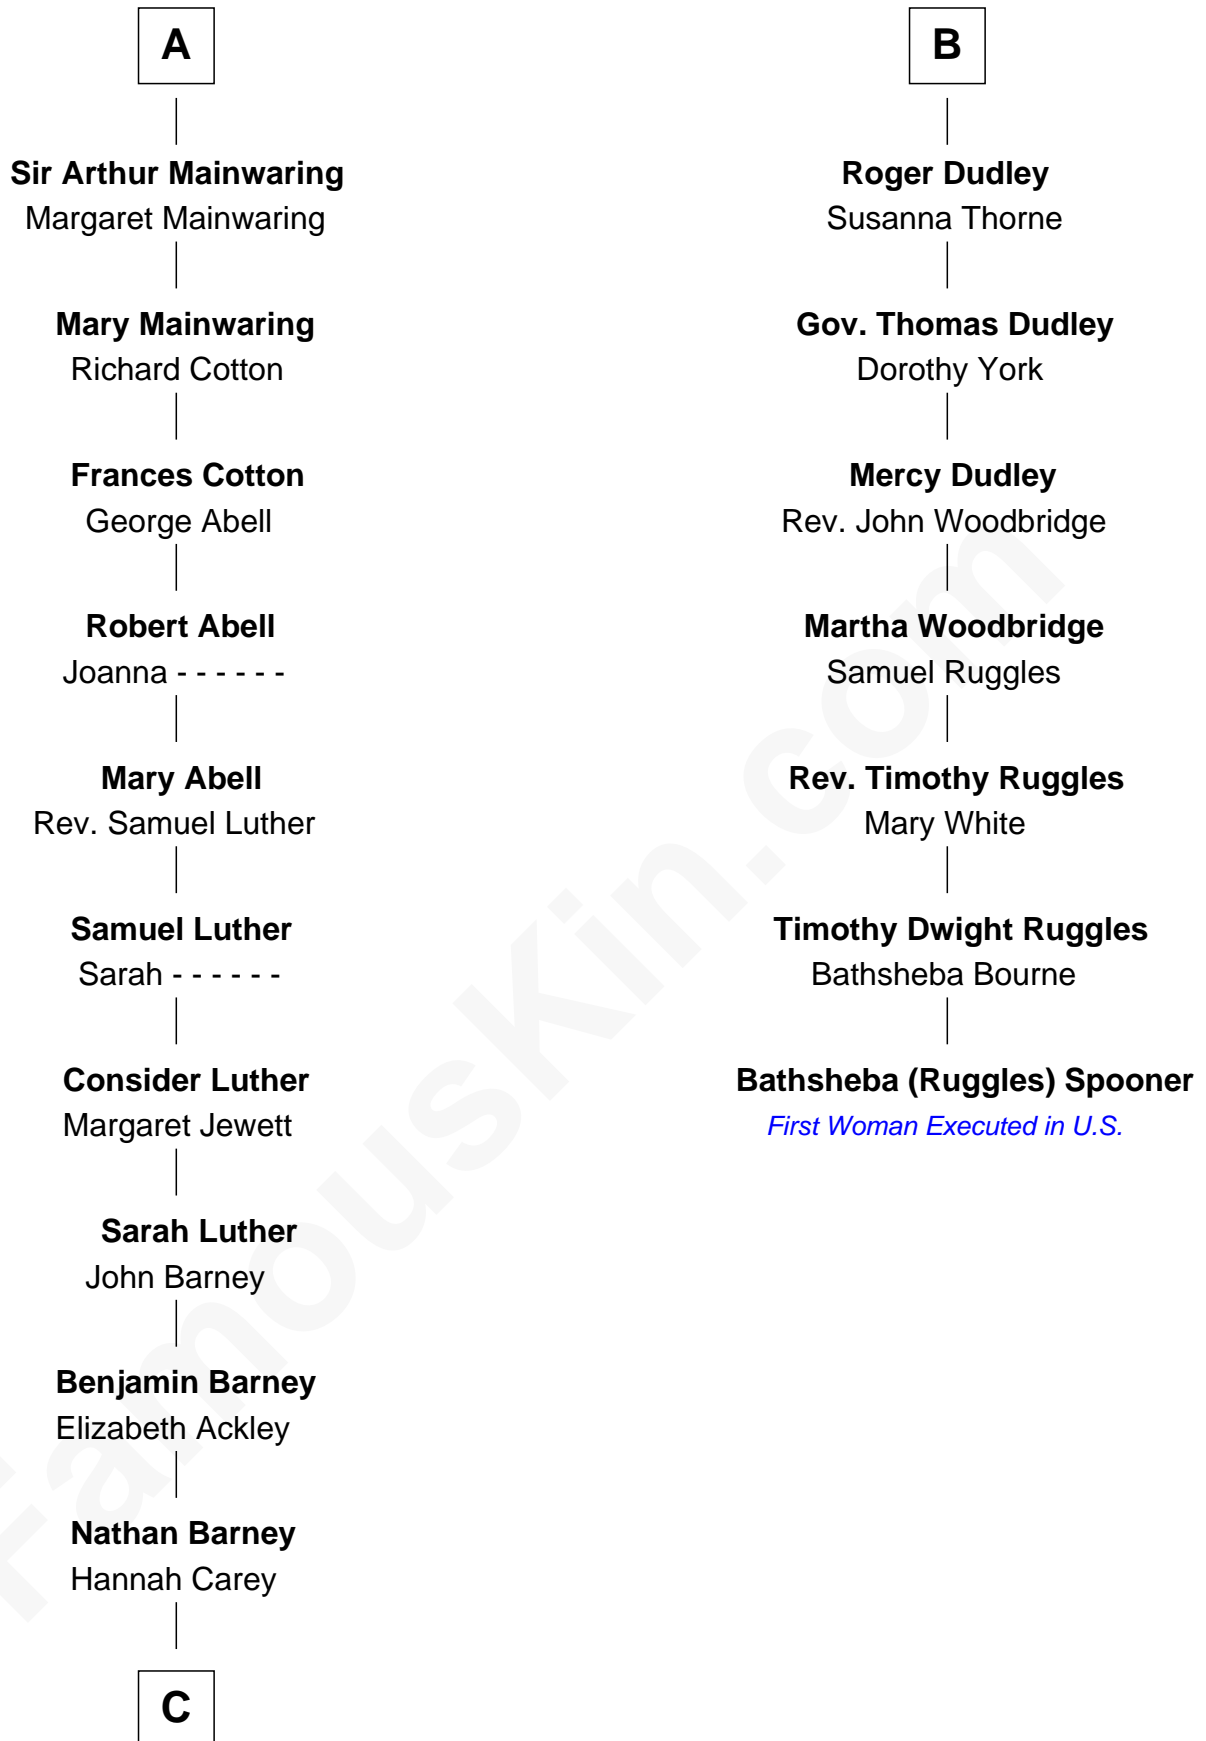 A
Sir Arthur Mainwaring
Margaret Mainwaring
Mary Mainwaring
Richard Cotton
Frances Cotton
George Abell
Robert Abell
Joanna - - - - - -
Mary Abell
Rev. Samuel Luther
Samuel Luther
Sarah - - - - - -
Consider Luther
Margaret Jewett
Sarah Luther
John Barney
Benjamin Barney
Elizabeth Ackley
Nathan Barney
Hannah Carey
C
B
Roger Dudley
Susanna Thorne
Gov. Thomas Dudley
Dorothy York
Mercy Dudley
Rev. John Woodbridge
Martha Woodbridge
Samuel Ruggles
Rev. Timothy Ruggles
Mary White
Timothy Dwight Ruggles
Bathsheba Bourne
Bathsheba (Ruggles) Spooner
First Woman Executed in U.S.
FamousKin.com